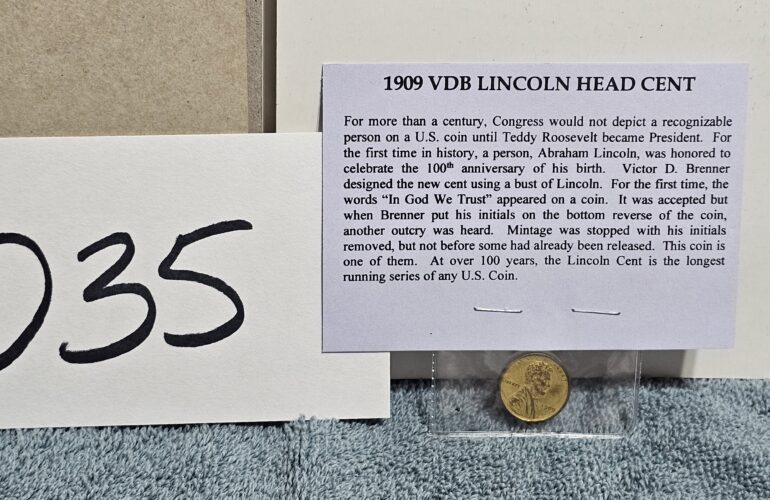 1909 VDB LINCOLN HEAD CENT
For more than a century, Congress would not depict a recognizable
person on a U.S. coin until Teddy Roosevelt became President. For
the first time in history, a person, Abraham Lincoln, was honored to
celebrate the 100th anniversary of his birth. Victor D. Brenner
designed the new cent using a bust of Lincoln. For the first time, the
words “In God We Trust” appeared on a coin. It was accepted but
when Brenner put his initials on the bottom reverse of the coin,
another outcry was heard. Mintage was stopped with his initials
removed, but not before some had already been released. This coin is
one of them. At over 100 years, the Lincoln Cent is the longest
running series of any U.S. Coin.
035